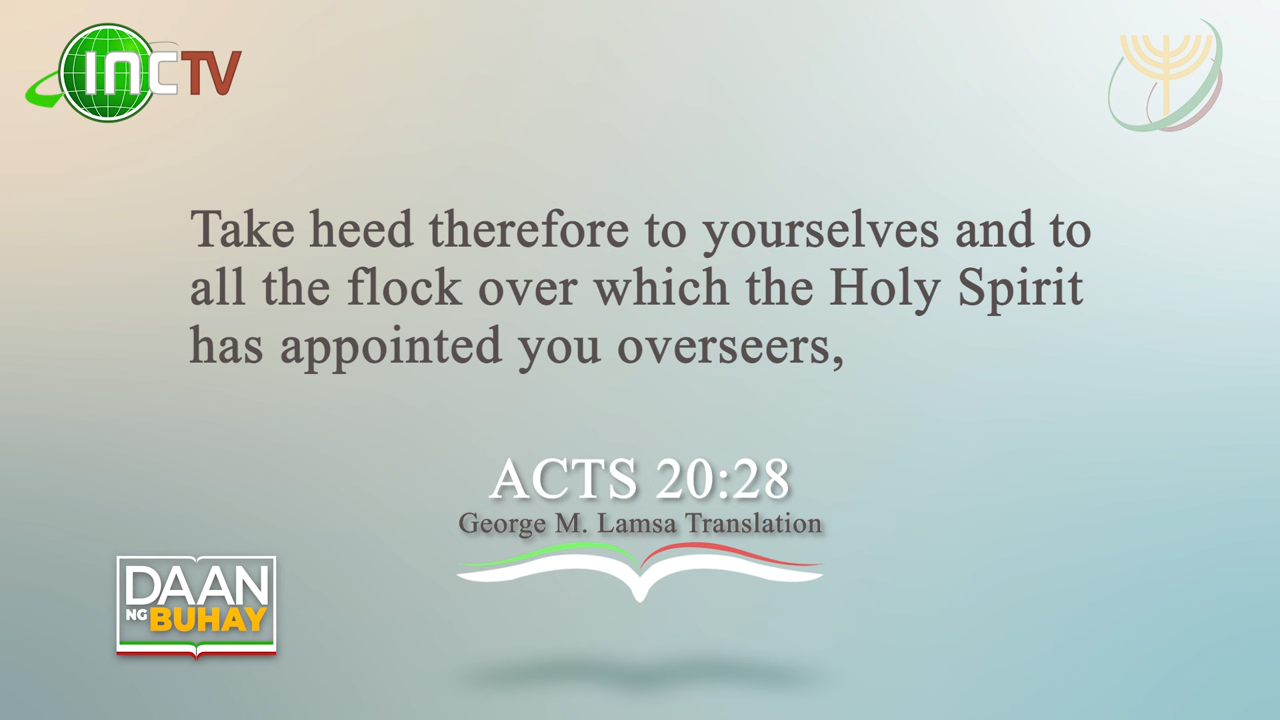 INCTV
Take heed therefore to yourselves and to
all the flock over which the Holy Spirit
has appointed you overseers,
ACTS 20:28
George M. Lamsa Translation
DAAN
NG BUHAY